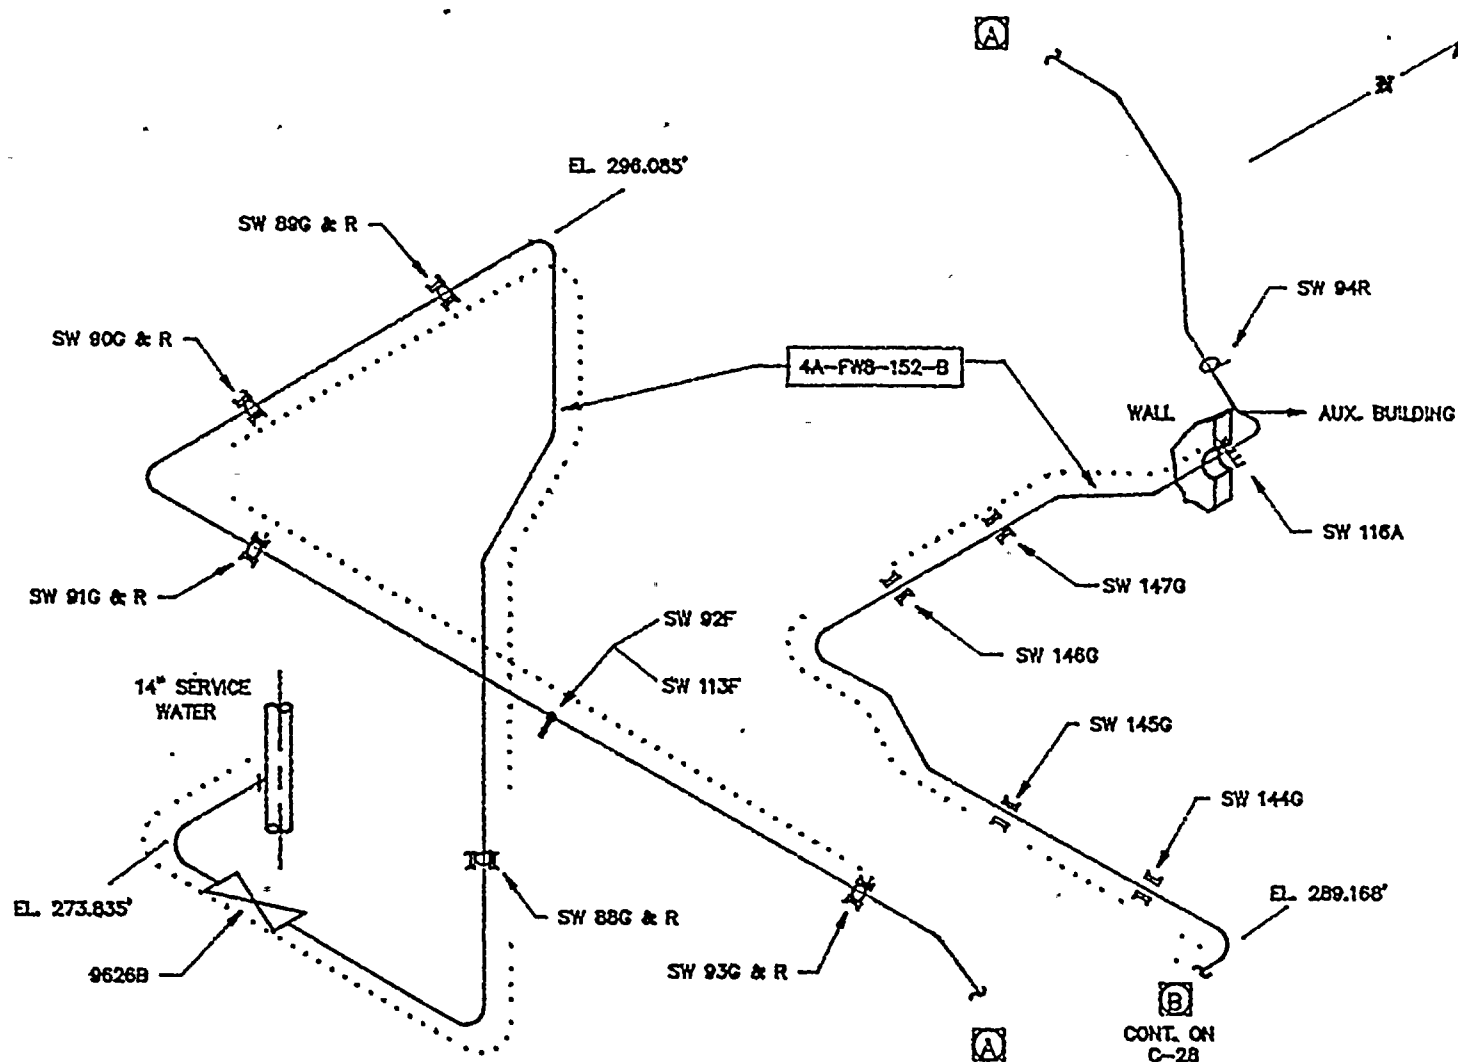 A
N
EL. 296.085'
SW 89G & R
SW 94R
SW 90G & R
4A-FW8-152-B
WALL
AUX. BUILDING
SW 116A
SW 147G
SW 91G & R
SW 92F
SW 146G
SW 113F
14" SERVICE
WATER
SW 145G
SW 144G
EL. 273.835'
SW 88G & R
EL. 289.168'
9626B
SW 93G & R
B
A
CONT. ON
C-28